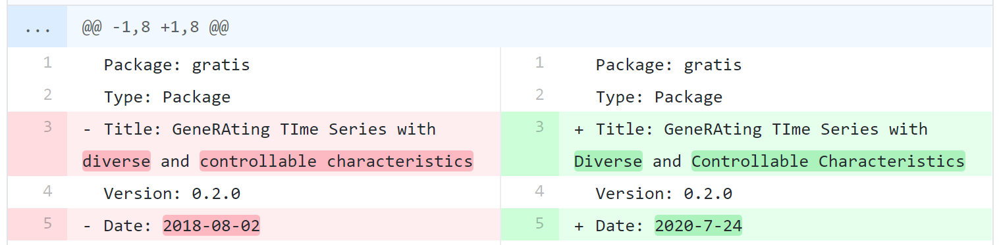 ... @@ -1,8 +1,8 @@
1 Package: gratis 1 Package: gratis
2 Type: Package 2 Type: Package
3 - Title: GeneRAting TIme Series with 3 + Title: GeneRAting TIme Series with
diverse and controllable characteristics Diverse and Controllable Characteristics
4 Version: 0.2.0 4 Version: 0.2.0
5 - Date: 2018-08-02 5 + Date: 2020-7-24